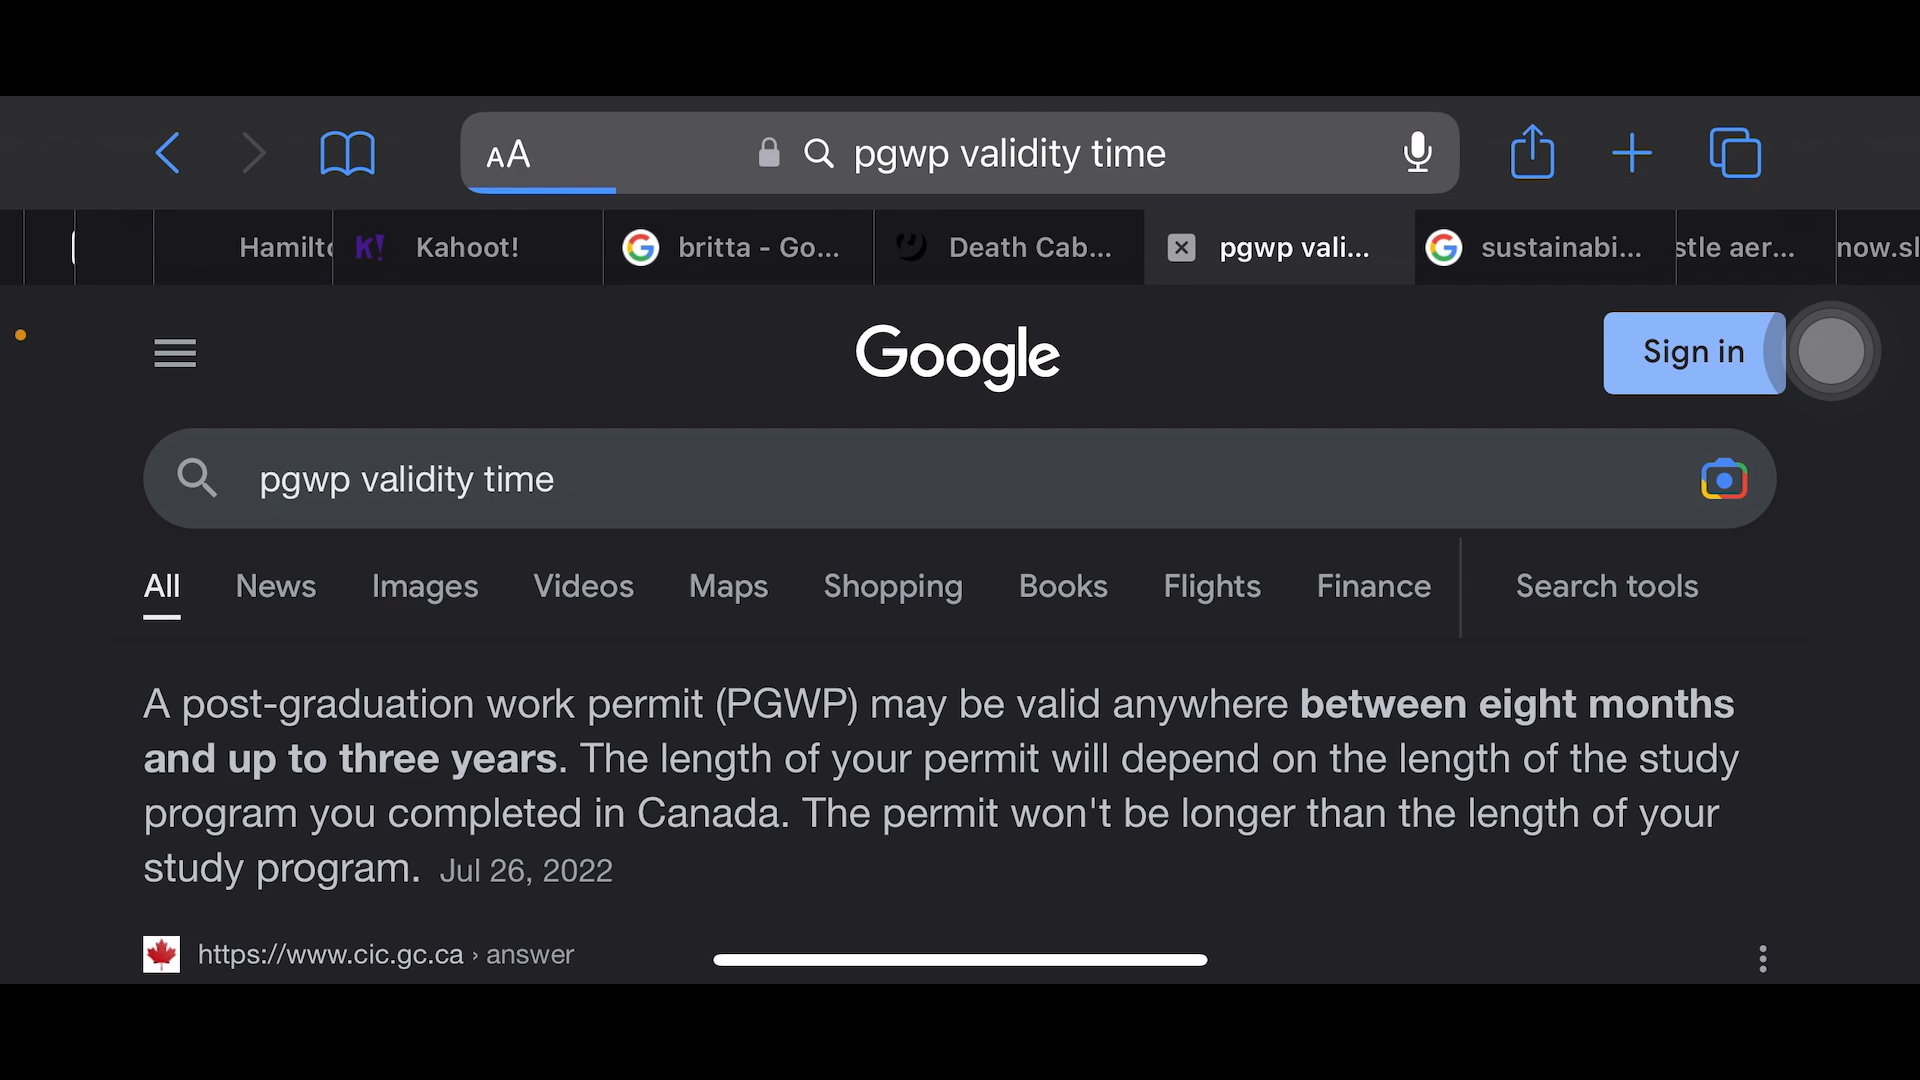 AA pgwp validity time
Hamilto K! Kahoot! G britta - Go... Death Cab... pgwp vali... G sustainabi... stle aer... now.sl
Google
Sign in
pgwp validity time
All News Images Videos Maps Shopping Books Flights Finance Search tools
A post-graduation work permit (PGWP) may be valid anywhere between eight months
and up to three years. The length of your permit will depend on the length of the study
program you completed in Canada. The permit won't be longer than the length of your
study program. Jul 26, 2022
https://www.cic.gc.ca › answer